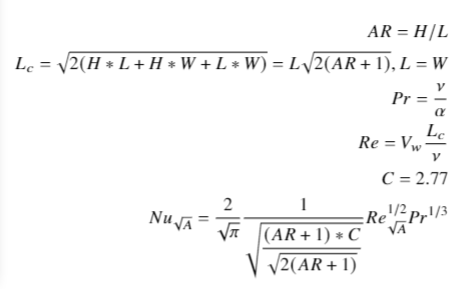 AR = H/L
L_c = √(2(H * L + H * W + L * W)) = L√(2(AR + 1)), L = W
Pr = ν/α
Re = V_w L_c/ν
C = 2.77
Nu_√A = 2/√π 1/√((AR + 1) * C/√(2(AR + 1))) Re_√A^1/2 Pr^1/3